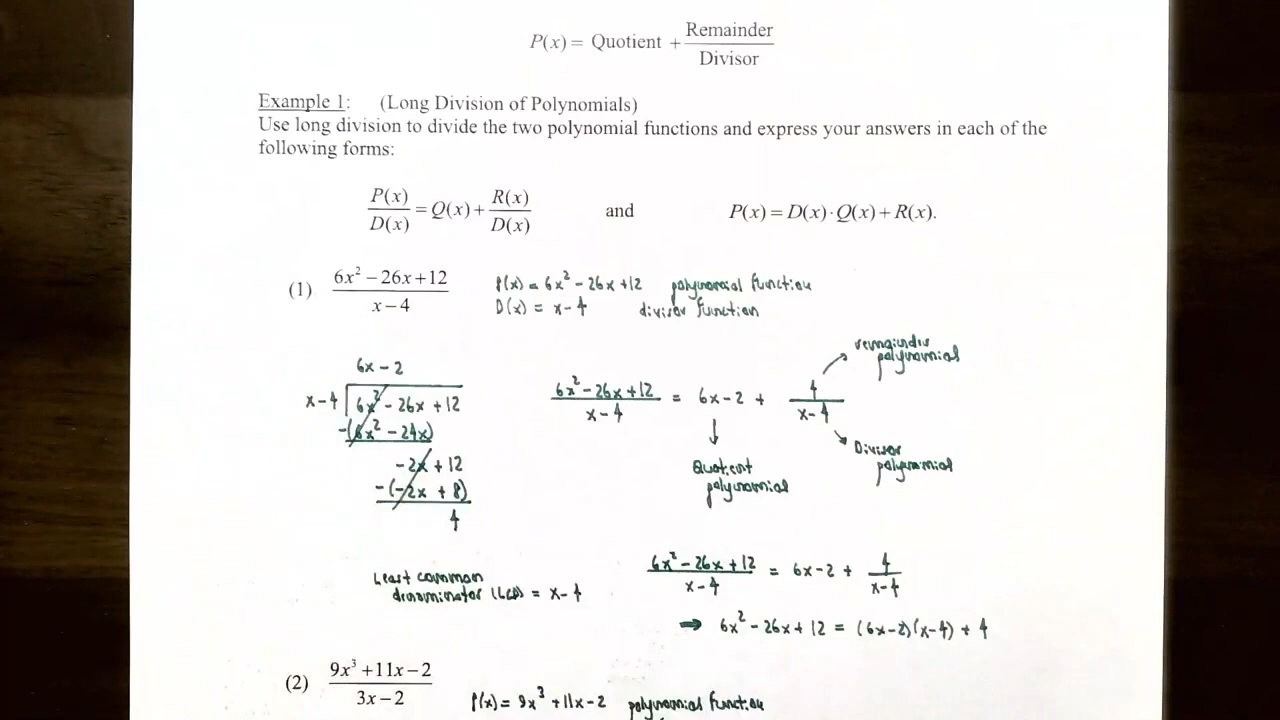 P(x) = Quotient + Remainder/Divisor
Example 1: (Long Division of Polynomials)
Use long division to divide the two polynomial functions and express your answers in each of the
following forms:
P(x)/D(x) = Q(x) + R(x)/D(x) and P(x) = D(x)·Q(x) + R(x).
(1) (6x² − 26x + 12)/(x − 4)
P(x) = 6x² - 26x + 12 polynomial function
D(x) = x - 4 divisor function
6x - 2
x - 4 | 6x² - 26x + 12
-(6x² - 24x)
-2x + 12
-(-2x + 8)
4
(6x² - 26x + 12)/(x - 4) = 6x - 2 + 4/(x - 4)
remainder
polynomial
Quotient
polynomial
Divisor
polynomial
Least common
denominator (LCD) = x - 4
(6x² - 26x + 12)/(x - 4) = 6x - 2 + 4/(x - 4)
⇒ 6x² - 26x + 12 = (6x - 2)(x - 4) + 4
(2) (9x³ + 11x − 2)/(3x − 2)
P(x) = 9x³ + 11x - 2 polynomial function